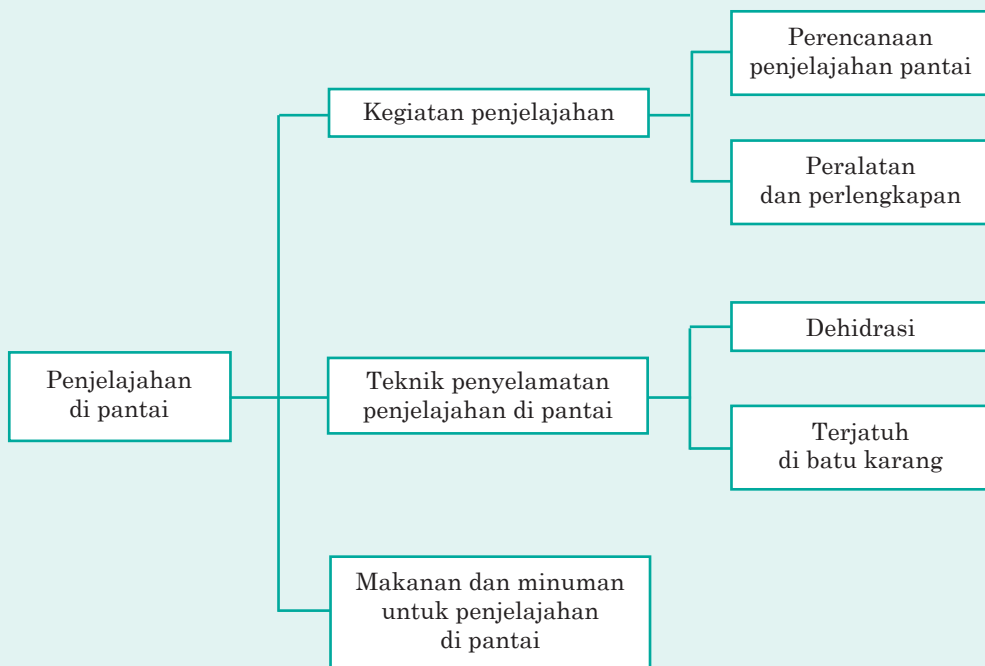 Penjelajahan
di pantai
Kegiatan penjelajahan
Perencanaan
penjelajahan pantai
Peralatan
dan perlengkapan
Teknik penyelamatan
penjelajahan di pantai
Dehidrasi
Terjatuh
di batu karang
Makanan dan minuman
untuk penjelajahan
di pantai